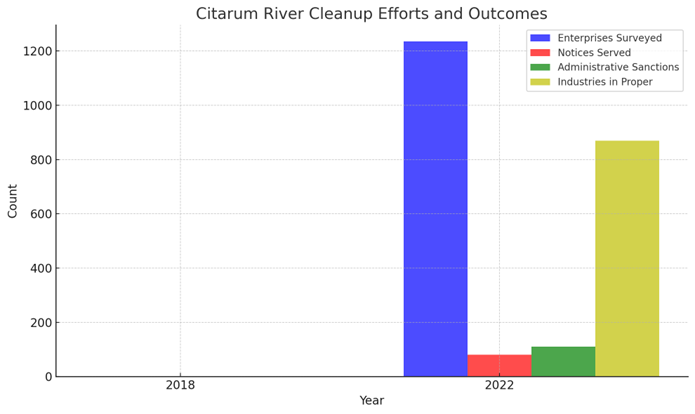 Citarum River Cleanup Efforts and Outcomes
Enterprises Surveyed
Notices Served
Administrative Sanctions
Industries in Proper
1200
1000
800
600
400
200
0
Count
2018
2022
Year